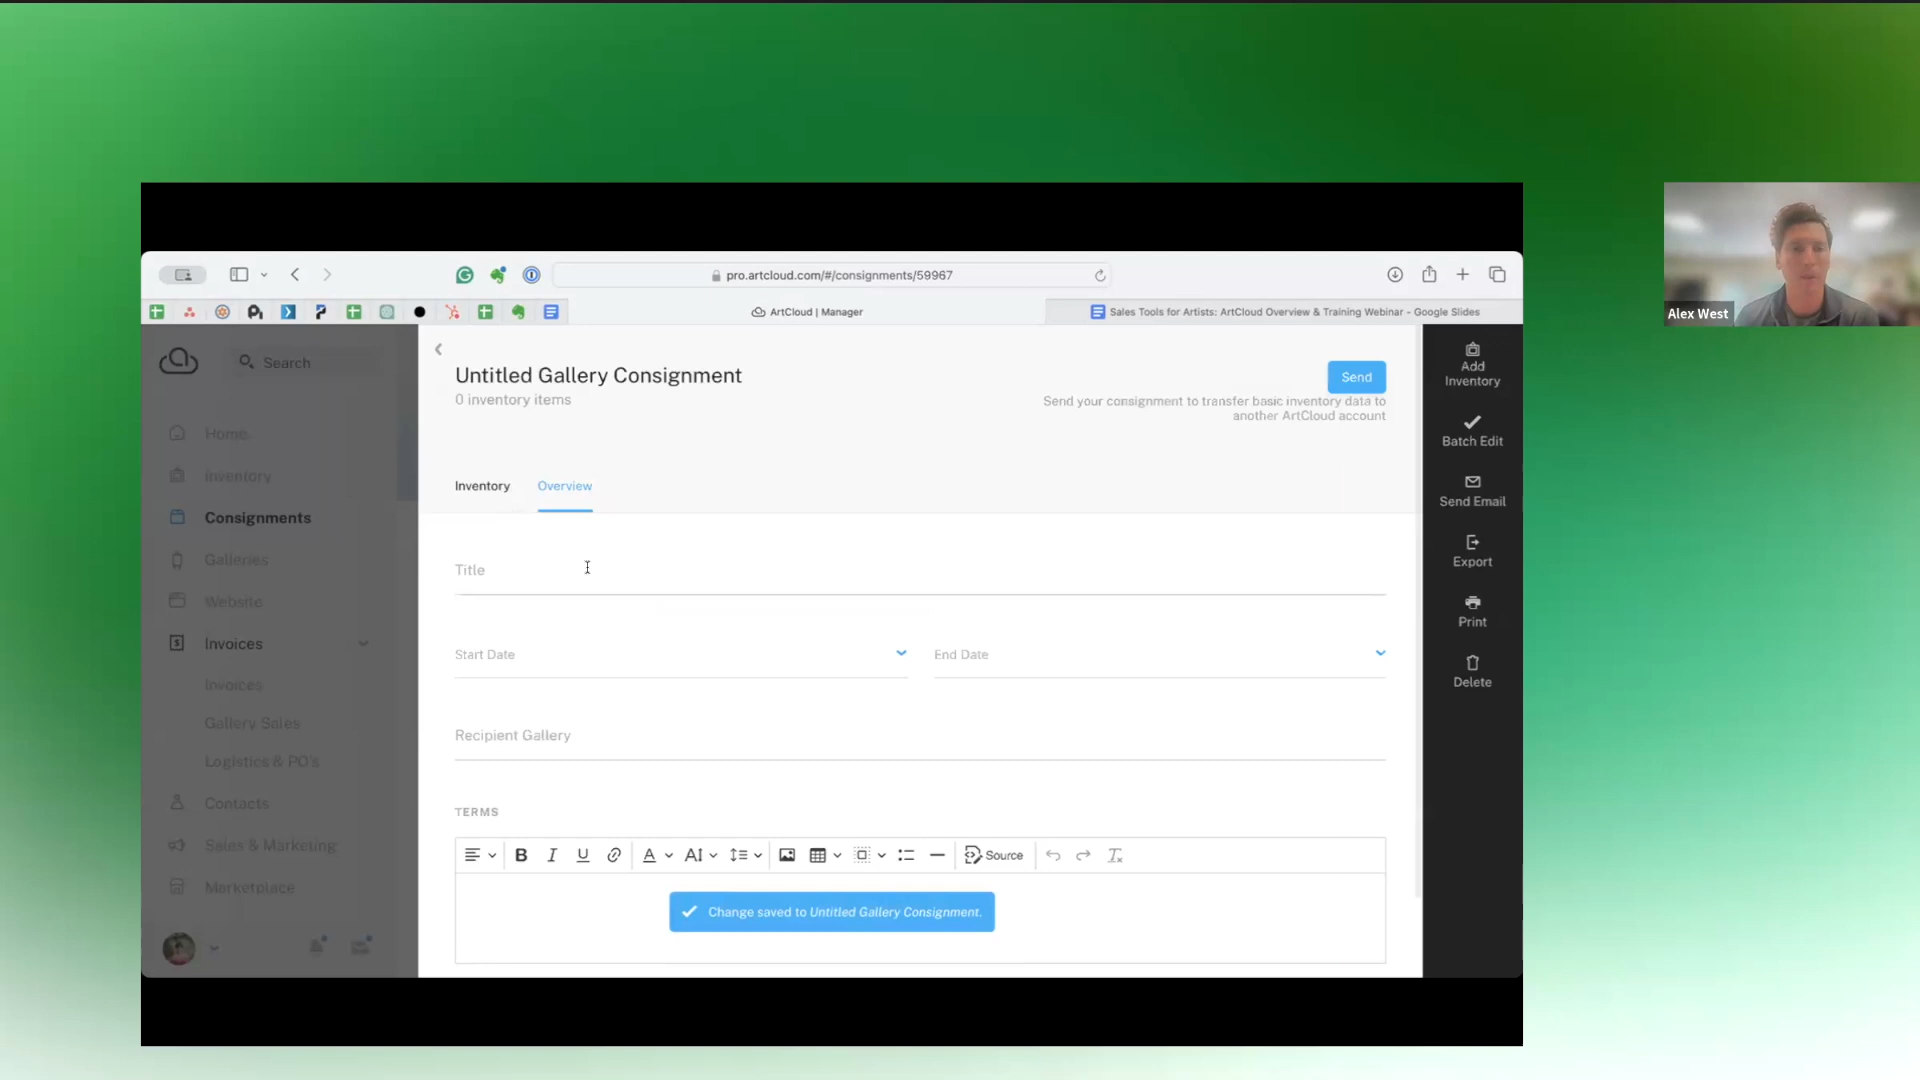 pro.artcloud.com/#/consignments/59967
ArtCloud | Manager
Sales Tools for Artists: ArtCloud Overview & Training Webinar - Google Slides
Alex West
Search
Home
Inventory
Consignments
Galleries
Website
Invoices
Invoices
Gallery Sales
Logistics & PO's
Contacts
Sales & Marketing
Marketplace
Untitled Gallery Consignment
0 inventory items
Send
Send your consignment to transfer basic inventory data to
another ArtCloud account
Inventory
Overview
Title
Start Date
End Date
Recipient Gallery
TERMS
Source
Change saved to Untitled Gallery Consignment.
Add
Inventory
Batch Edit
Send Email
Export
Print
Delete